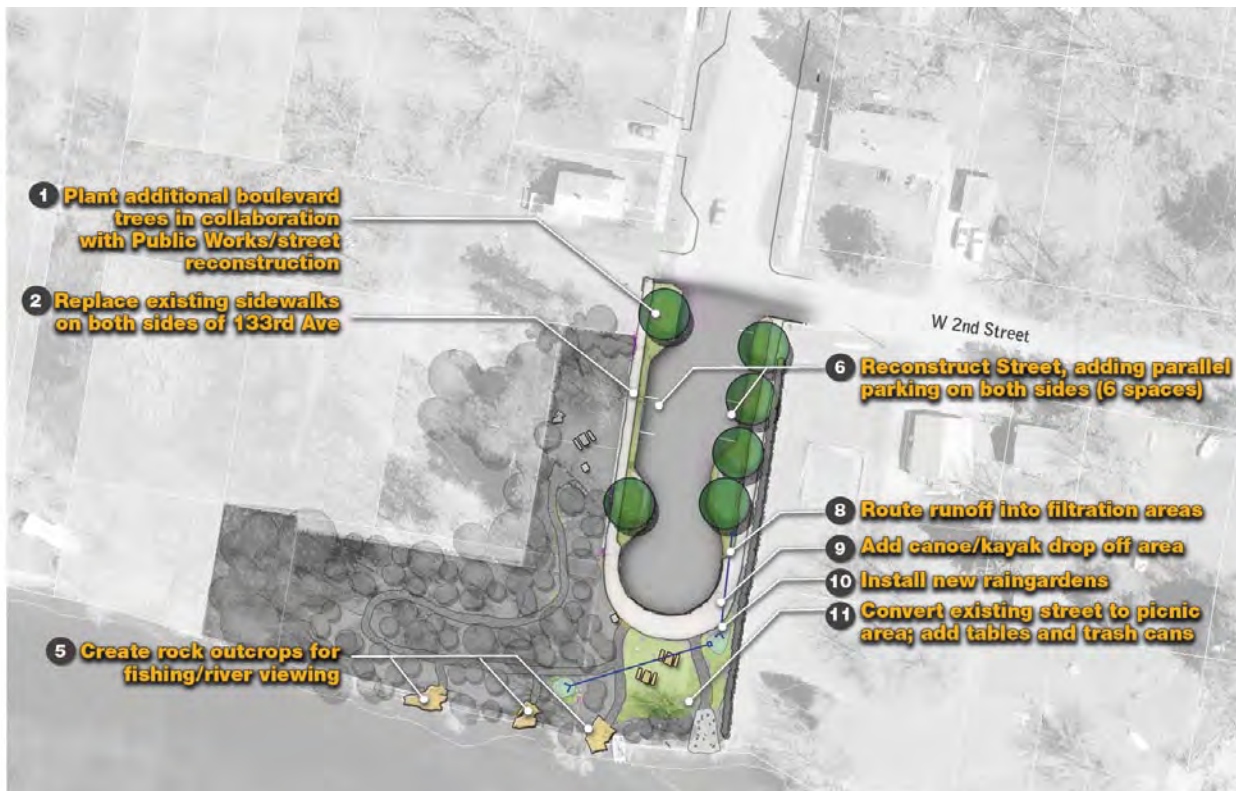 1 Plant additional boulevard
trees in collaboration
with Public Works/street
reconstruction
2 Replace existing sidewalks
on both sides of 133rd Ave
W 2nd Street
6 Reconstruct Street, adding parallel
parking on both sides (6 spaces)
8 Route runoff into filtration areas
9 Add canoe/kayak drop off area
10 Install new raingardens
11 Convert existing street to picnic
area; add tables and trash cans
5 Create rock outcrops for
fishing/river viewing